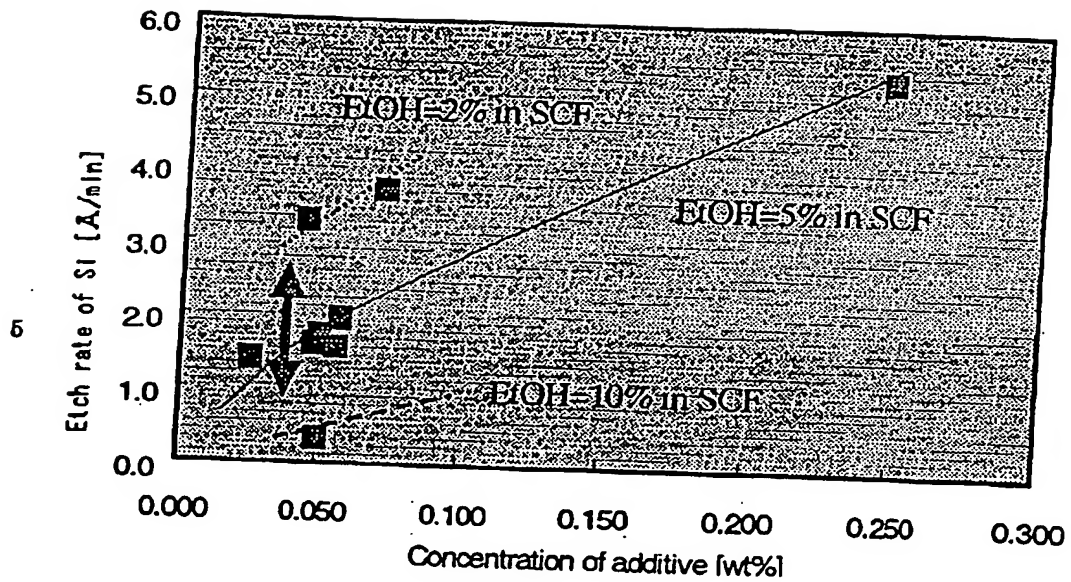 6.0
5.0
4.0
3.0
2.0
1.0
0.0
Etch rate of Si [Å/min]
5
EtOH=2% in SCF
EtOH=5% in SCF
EtOH=10% in SCF
0.000 0.050 0.100 0.150 0.200 0.250 0.300
Concentration of additive [wt%]